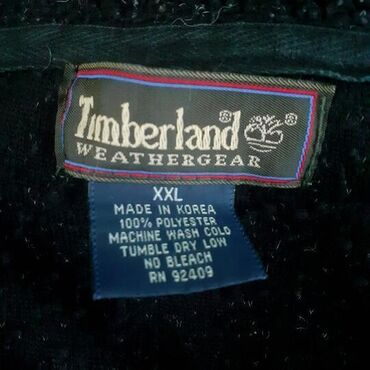 Timberland® ®
WEATHERGEAR
XXL
MADE IN KOREA
100% POLYESTER
MACHINE WASH COLD
TUMBLE DRY LOW
NO BLEACH
RN 92409